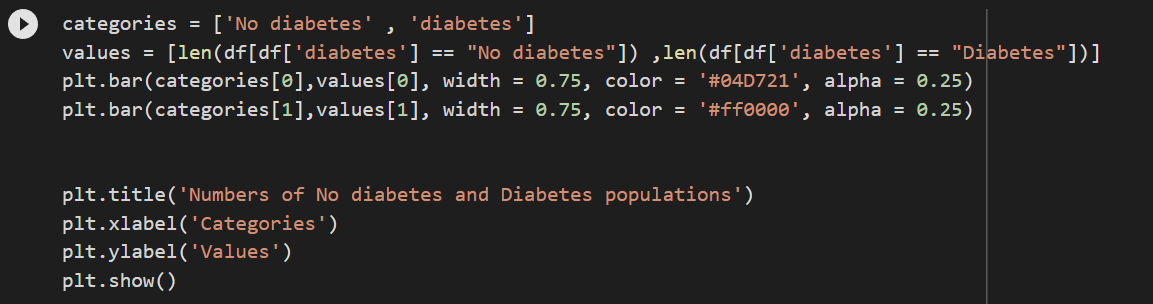 categories = ['No diabetes' , 'diabetes']
values = [len(df[df['diabetes'] == "No diabetes"]) ,len(df[df['diabetes'] == "Diabetes"])]
plt.bar(categories[0],values[0], width = 0.75, color = '#04D721', alpha = 0.25)
plt.bar(categories[1],values[1], width = 0.75, color = '#ff0000', alpha = 0.25)
plt.title('Numbers of No diabetes and Diabetes populations')
plt.xlabel('Categories')
plt.ylabel('Values')
plt.show()